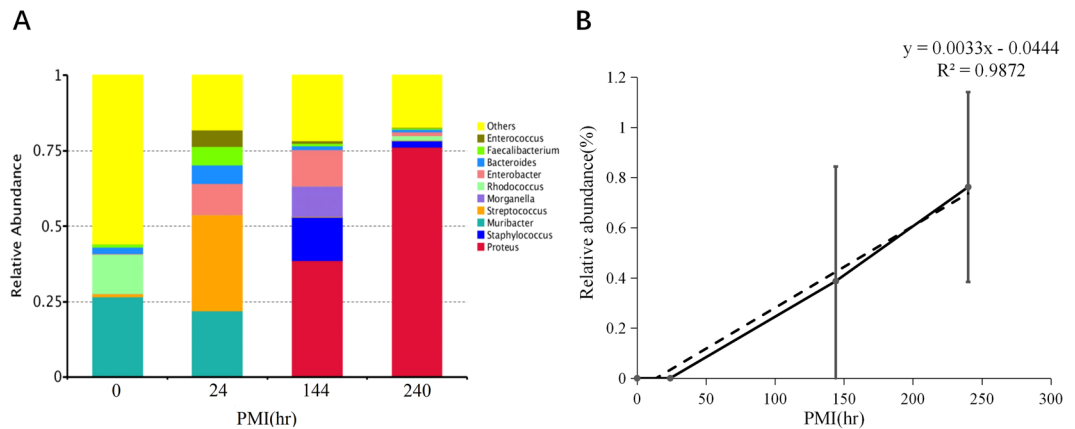 A
1
0.75
0.5
0.25
0
Relative Abundance
0 24 144 240
PMI(hr)
Others
Enterococcus
Faecalibacterium
Bacteroides
Enterobacter
Rhodococcus
Morganella
Streptococcus
Muribacter
Staphylococcus
Proteus
B
y = 0.0033x - 0.0444
R² = 0.9872
1.2
1
0.8
0.6
0.4
0.2
0
Relative abundance(%)
0 50 100 150 200 250 300
PMI(hr)